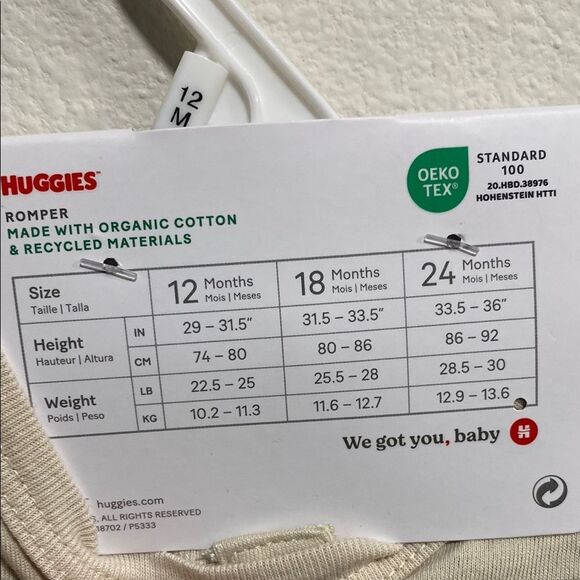 12
M
HUGGIES
ROMPER
MADE WITH ORGANIC COTTON
& RECYCLED MATERIALS
OEKO
TEX®
STANDARD
100
20.HBD.38976
HOHENSTEIN HTTI
Size
Taille | Talla
12 Months
Mois | Meses
18 Months
Mois | Meses
24 Months
Mois | Meses
Height
Hauteur | Altura
IN 29 – 31.5" 31.5 – 33.5" 33.5 – 36"
CM 74 – 80 80 – 86 86 – 92
Weight
Poids | Peso
LB 22.5 – 25 25.5 – 28 28.5 – 30
KG 10.2 – 11.3 11.6 – 12.7 12.9 – 13.6
We got you, baby H
huggies.com
ALL RIGHTS RESERVED
18702 / P5333